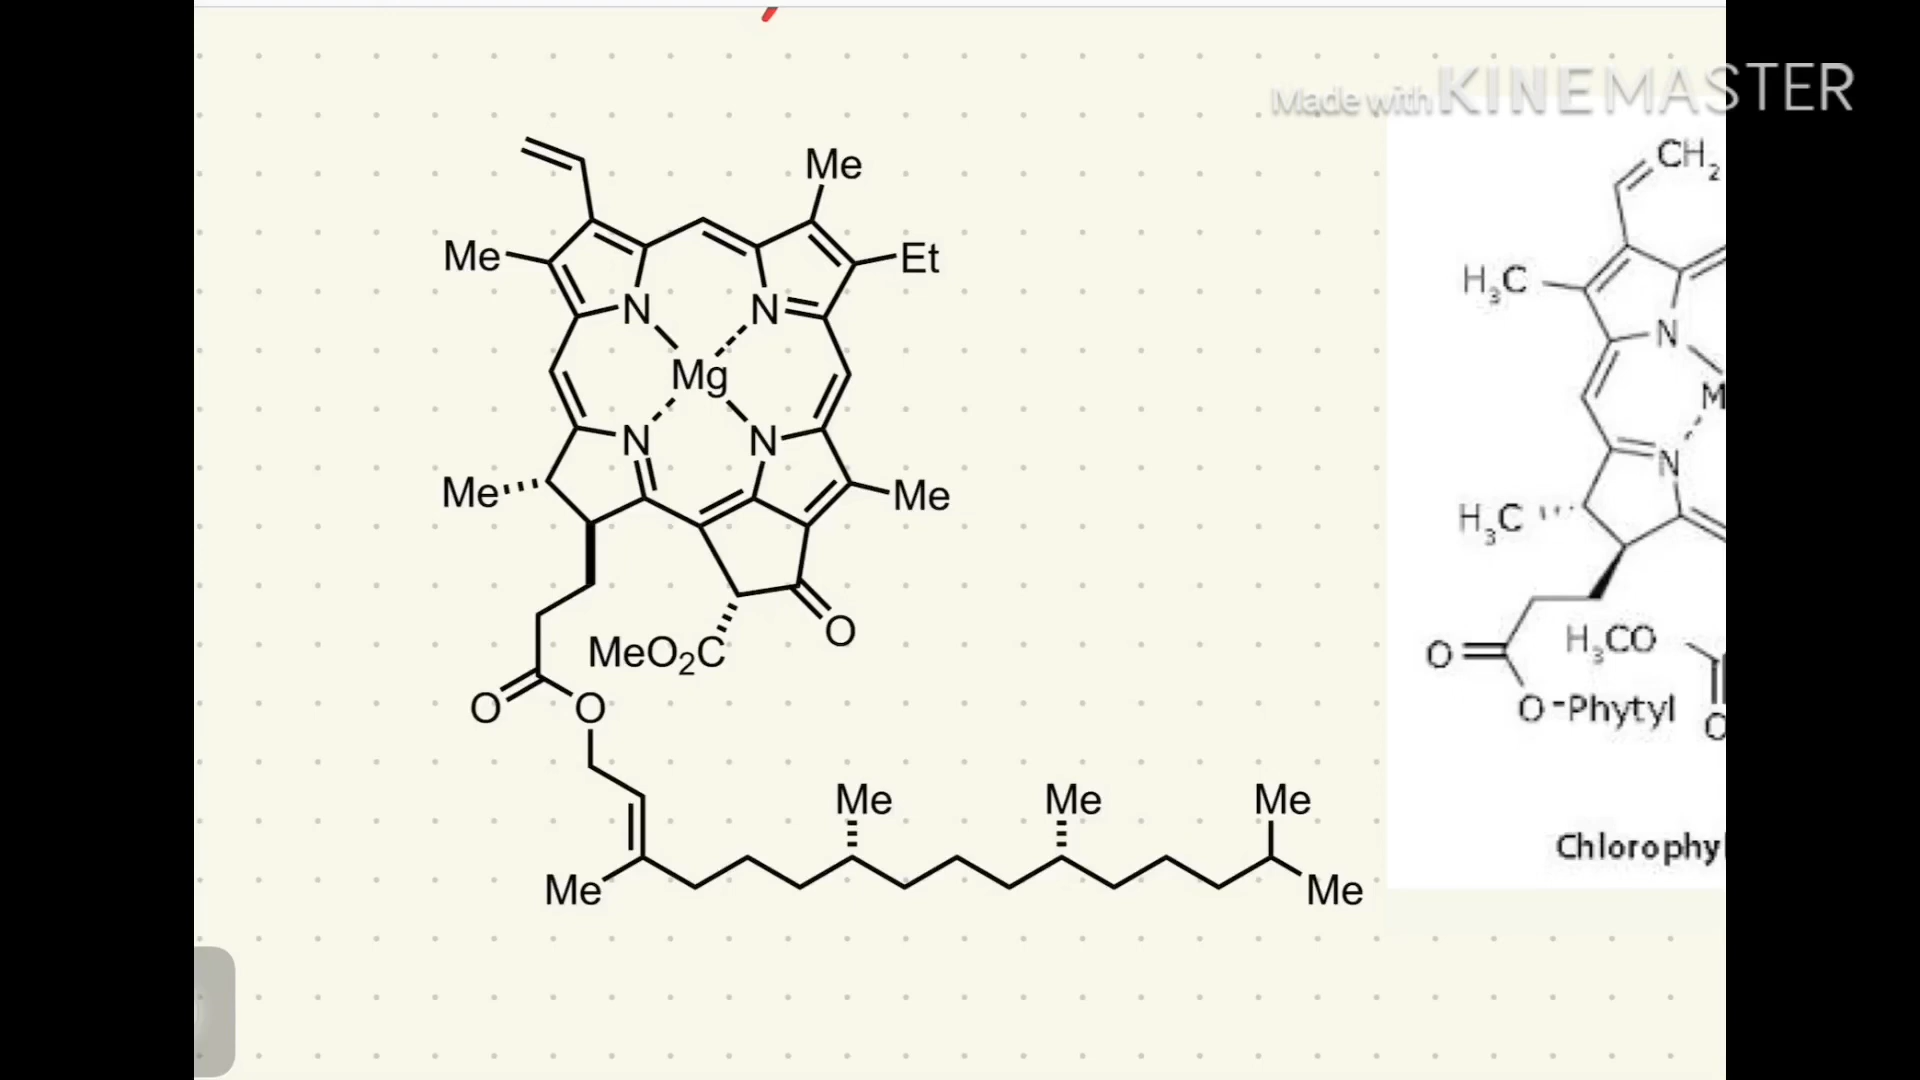 Made with KINEMASTER
Me
Me
Et
N
N
Mg
N
N
Me
Me
MeO2C
O
O
O
Me
Me
Me
Me
Me
CH2
H3C
N
M
N
H3C
O
H3CO
O-Phytyl
O
Chlorophyl